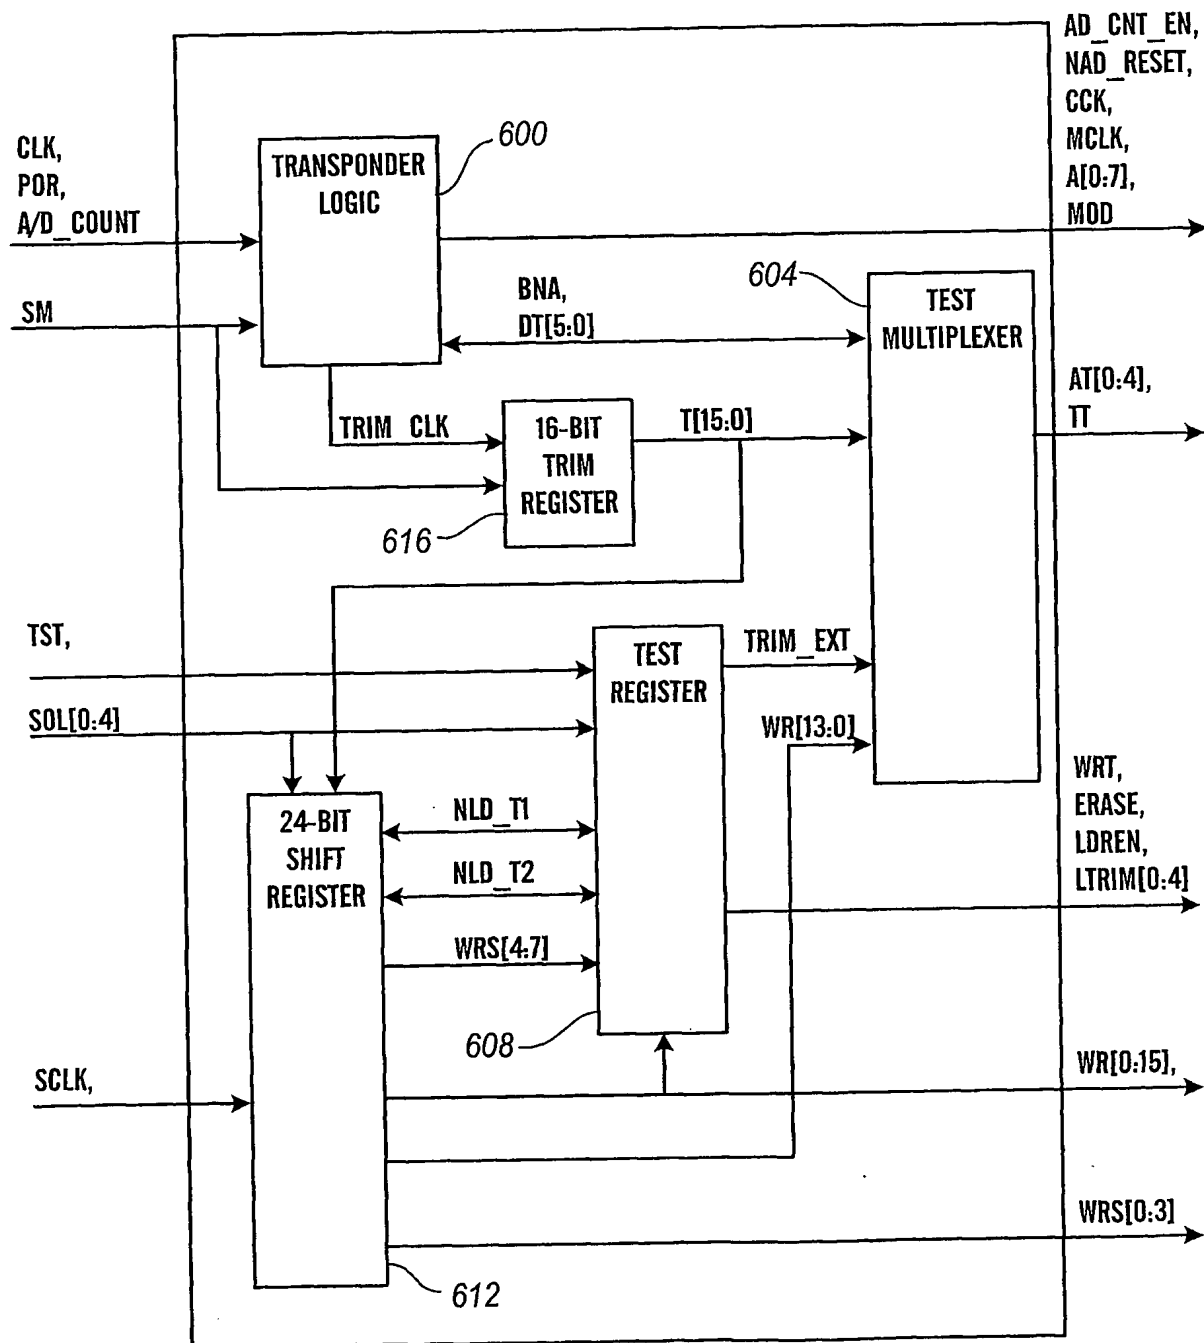 AD_CNT_EN,
NAD_RESET,
CCK,
MCLK,
A[0:7],
MOD
CLK,
POR,
A/D_COUNT
TRANSPONDER
LOGIC
600
SM
BNA,
DT[5:0]
604
TEST
MULTIPLEXER
AT[0:4],
TT
TRIM_CLK
16-BIT
TRIM
REGISTER
T[15:0]
616
TST,
SOL[0:4]
TEST
REGISTER
TRIM_EXT
WR[13:0]
24-BIT
SHIFT
REGISTER
NLD_T1
NLD_T2
WRS[4:7]
WRT,
ERASE,
LDREN,
LTRIM[0:4]
608
SCLK,
WR[0:15],
WRS[0:3]
612